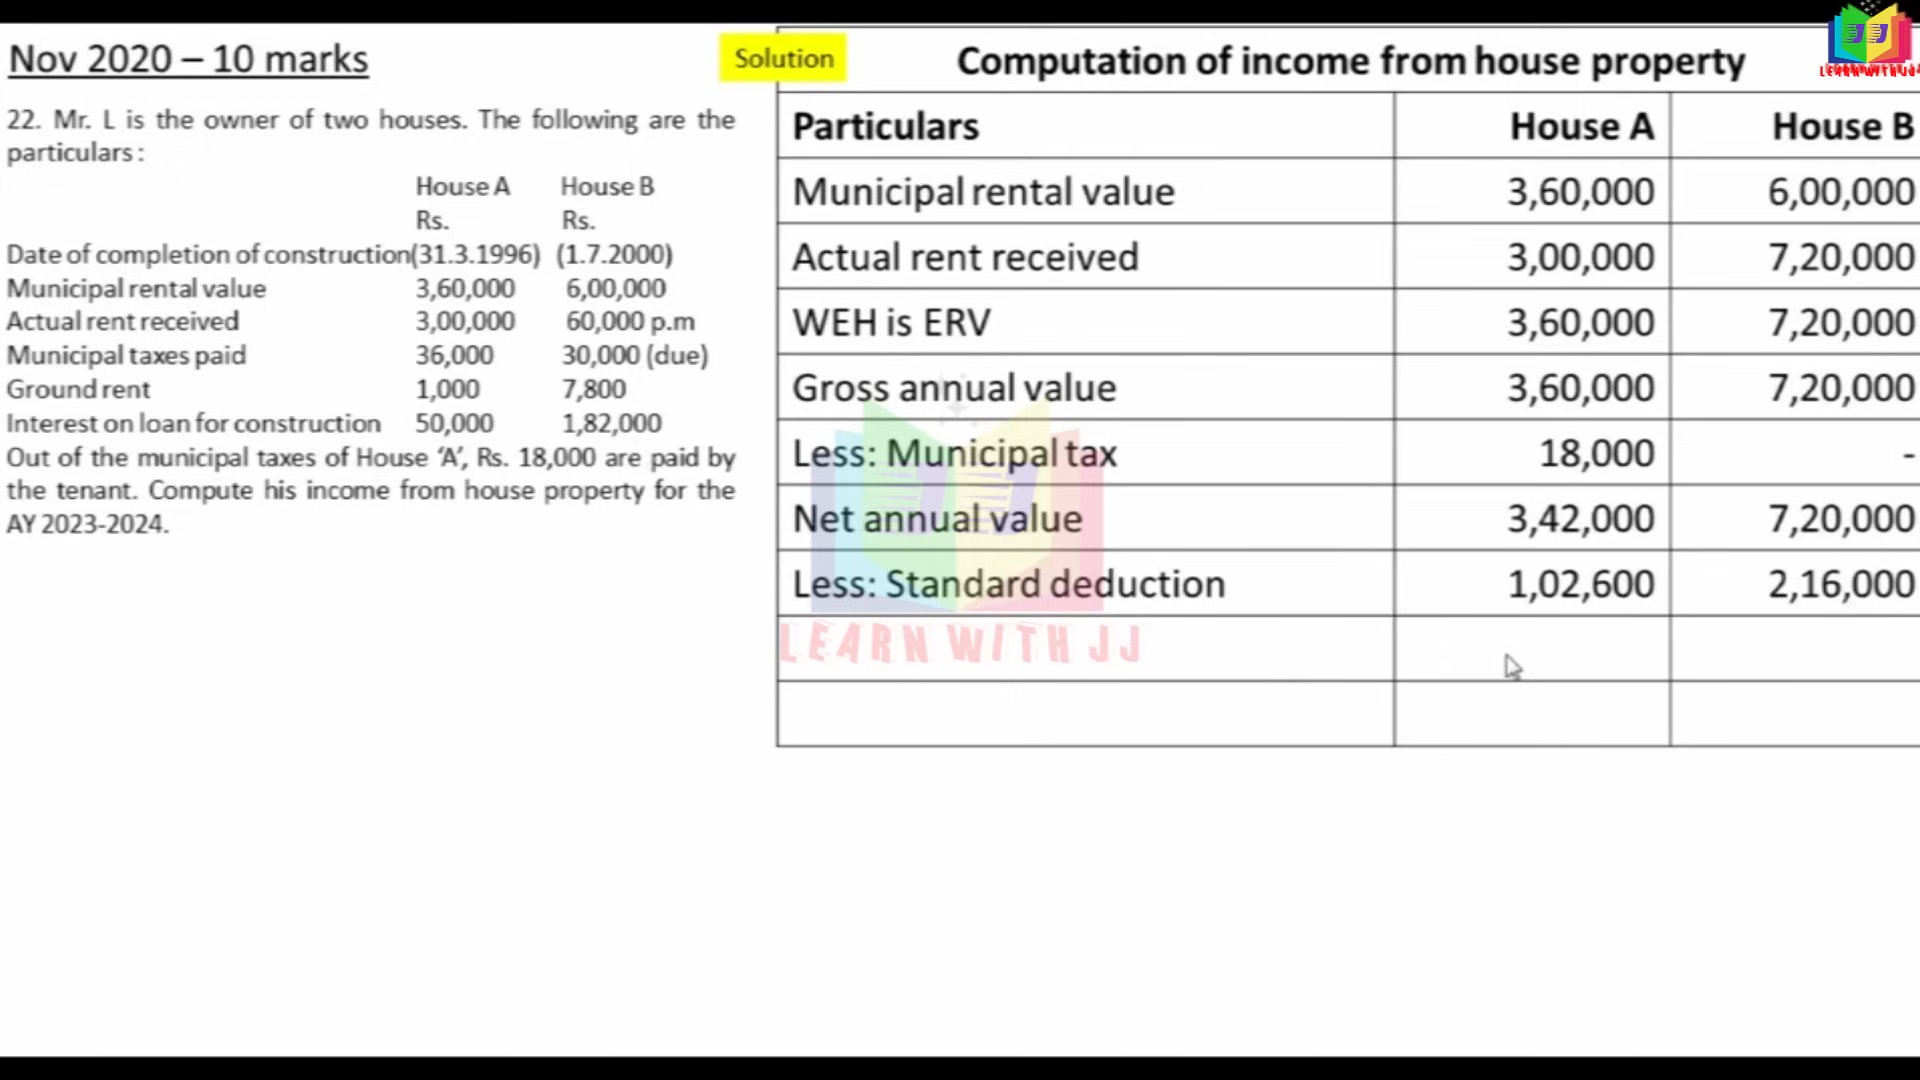 Nov 2020 – 10 marks
22. Mr. L is the owner of two houses. The following are the
particulars :
House A House B
Rs. Rs.
Date of completion of construction(31.3.1996) (1.7.2000)
Municipal rental value 3,60,000 6,00,000
Actual rent received 3,00,000 60,000 p.m
Municipal taxes paid 36,000 30,000 (due)
Ground rent 1,000 7,800
Interest on loan for construction 50,000 1,82,000
Out of the municipal taxes of House ‘A’, Rs. 18,000 are paid by
the tenant. Compute his income from house property for the
AY 2023-2024.
Solution
Computation of income from house property
Particulars House A House B
Municipal rental value 3,60,000 6,00,000
Actual rent received 3,00,000 7,20,000
WEH is ERV 3,60,000 7,20,000
Gross annual value 3,60,000 7,20,000
Less: Municipal tax 18,000 -
Net annual value 3,42,000 7,20,000
Less: Standard deduction 1,02,600 2,16,000
LEARN WITH JJ
JJ
LEARN WITH JJ